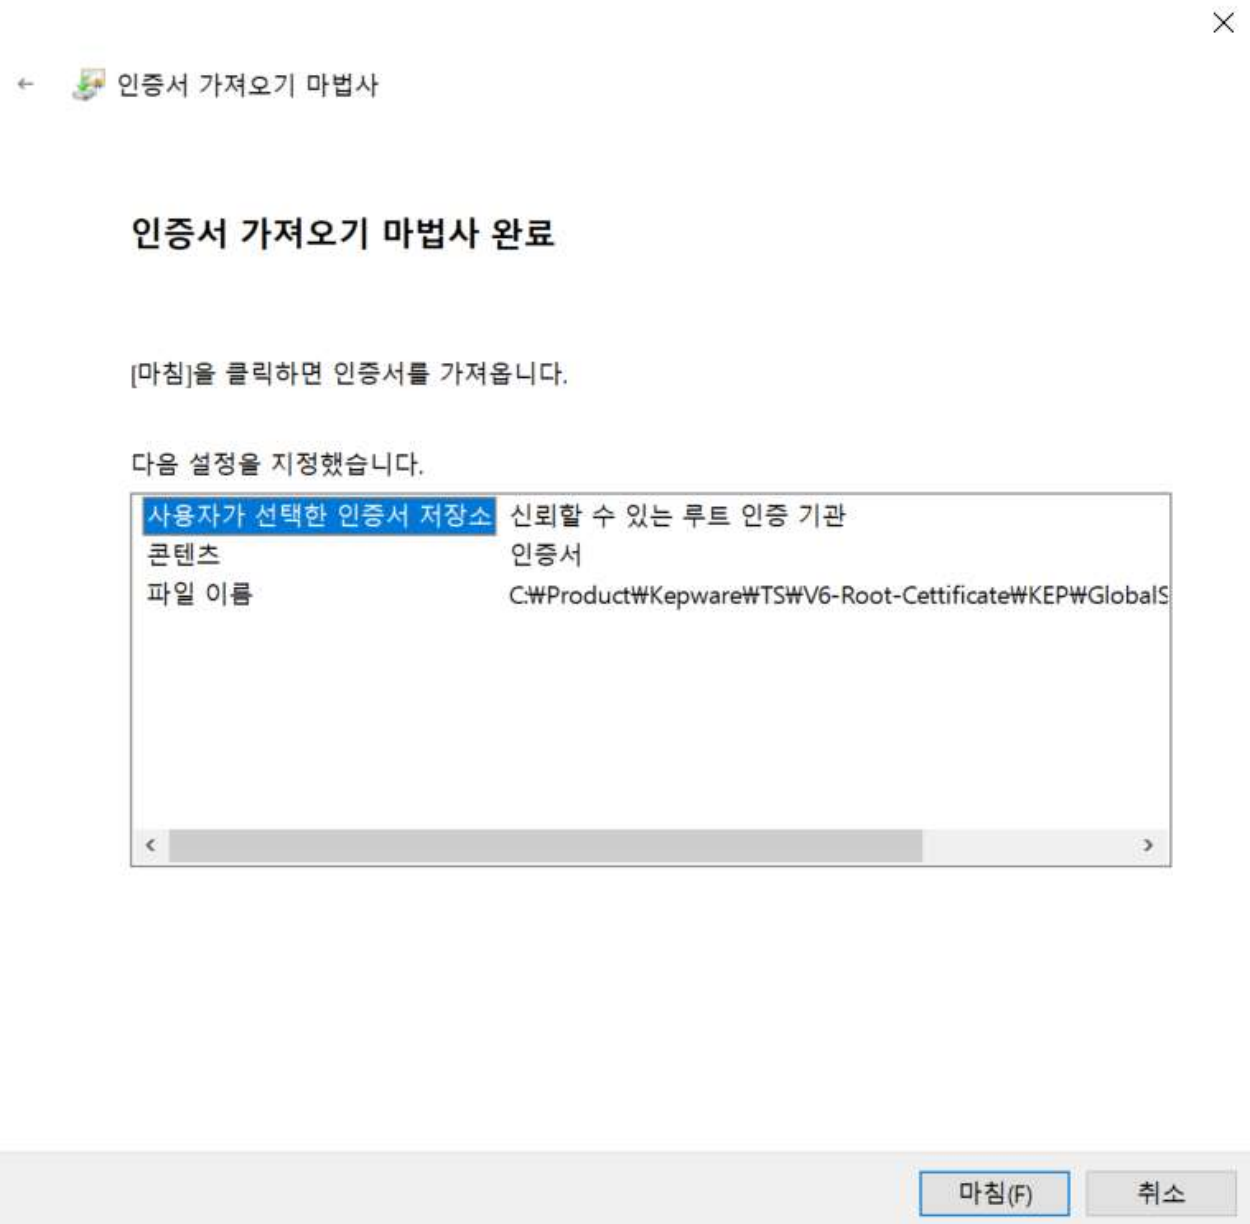 인증서 가져오기 마법사
인증서 가져오기 마법사 완료
[마침]을 클릭하면 인증서를 가져옵니다.
다음 설정을 지정했습니다.
사용자가 선택한 인증서 저장소 신뢰할 수 있는 루트 인증 기관
콘텐츠 인증서
파일 이름 C:₩Product₩Kepware₩TS₩V6-Root-Cettificate₩KEP₩GlobalS
마침(F) 취소